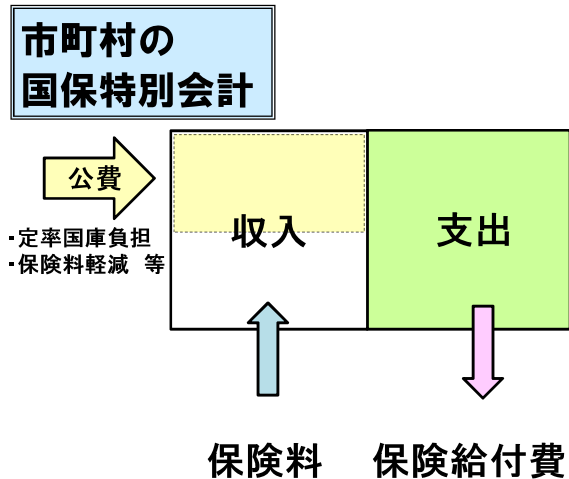 市町村の
国保特別会計
公費
・定率国庫負担
・保険料軽減　等
収入
支出
保険料
保険給付費